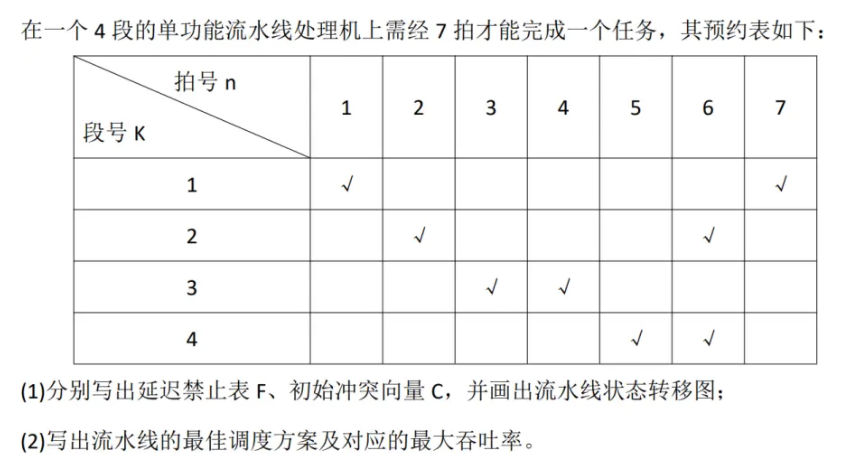 在一个 4 段的单功能流水线处理机上需经 7 拍才能完成一个任务，其预约表如下：
拍号 n
段号 K
1 2 3 4 5 6 7
1 √ √
2 √ √
3 √ √
4 √ √
(1)分别写出延迟禁止表 F、初始冲突向量 C，并画出流水线状态转移图；
(2)写出流水线的最佳调度方案及对应的最大吞吐率。